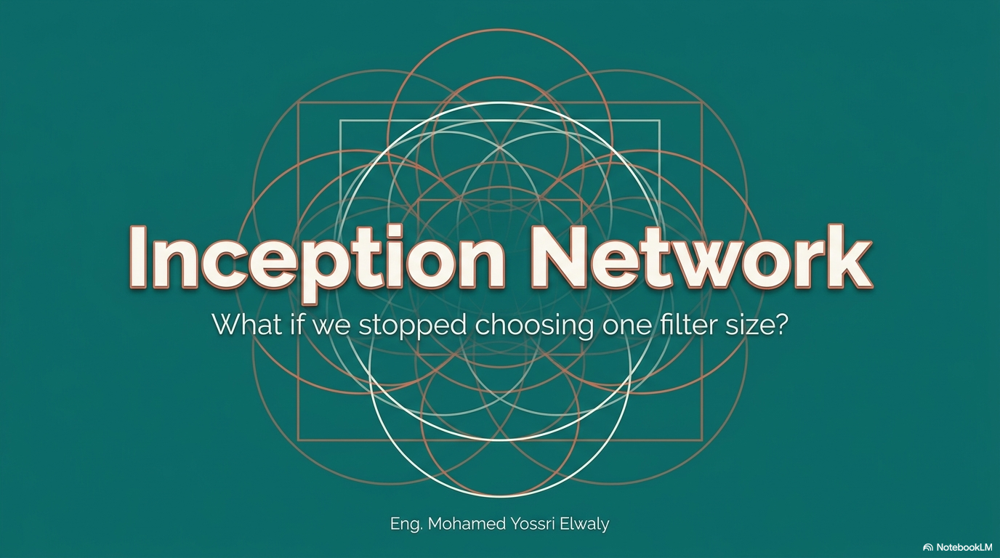 Inception Network
What if we stopped choosing one filter size?
Eng. Mohamed Yossri Elwaly
NotebookLM